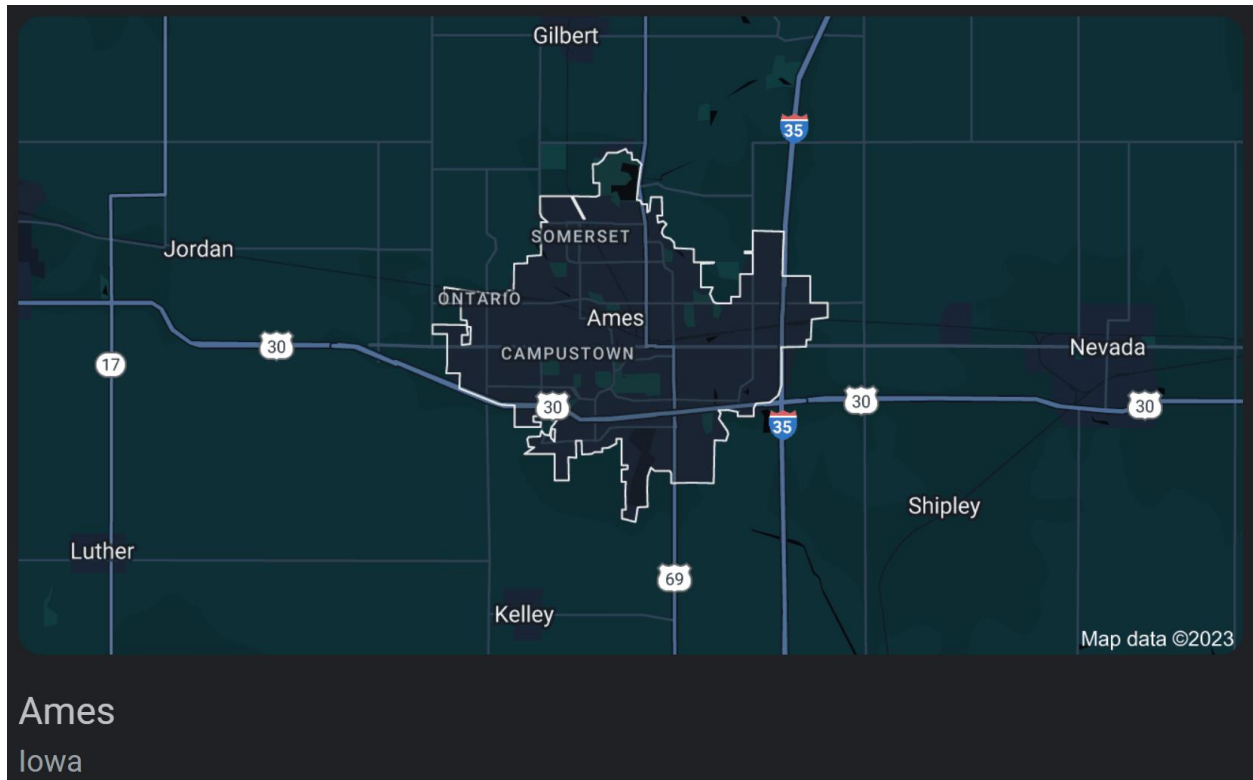 Gilbert
35
SOMERSET
Jordan
ONTARIO
Ames
30
CAMPUSTOWN
Nevada
17
30
30
30
35
Shipley
Luther
69
Kelley
Map data ©2023
Ames
Iowa